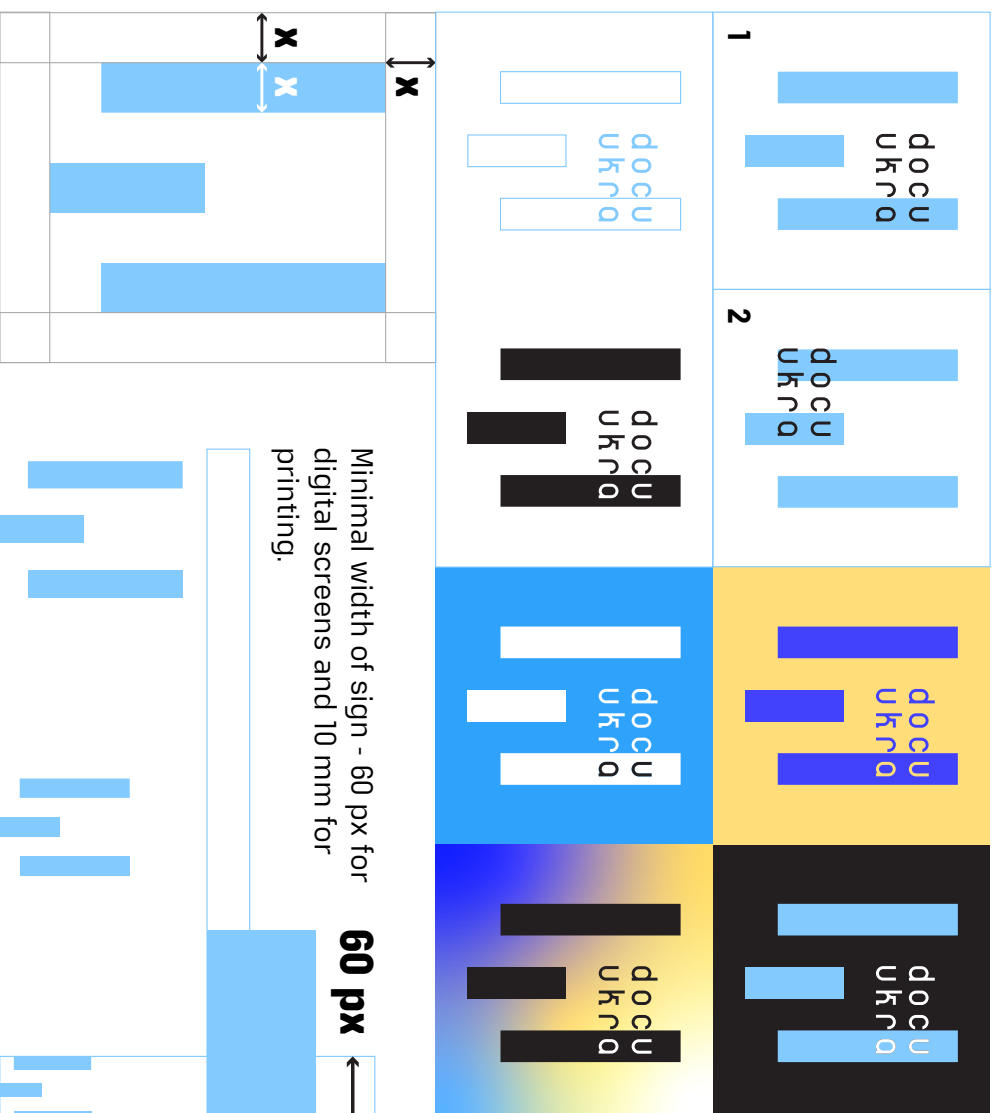 docu
ukra
1
docu
ukra
2
docu
ukra
docu
ukra
docu
ukra
docu
ukra
docu
ukra
docu
ukra
x
x
x
Minimal width of sign - 60 px for
digital screens and 10 mm for
printing.
60 px